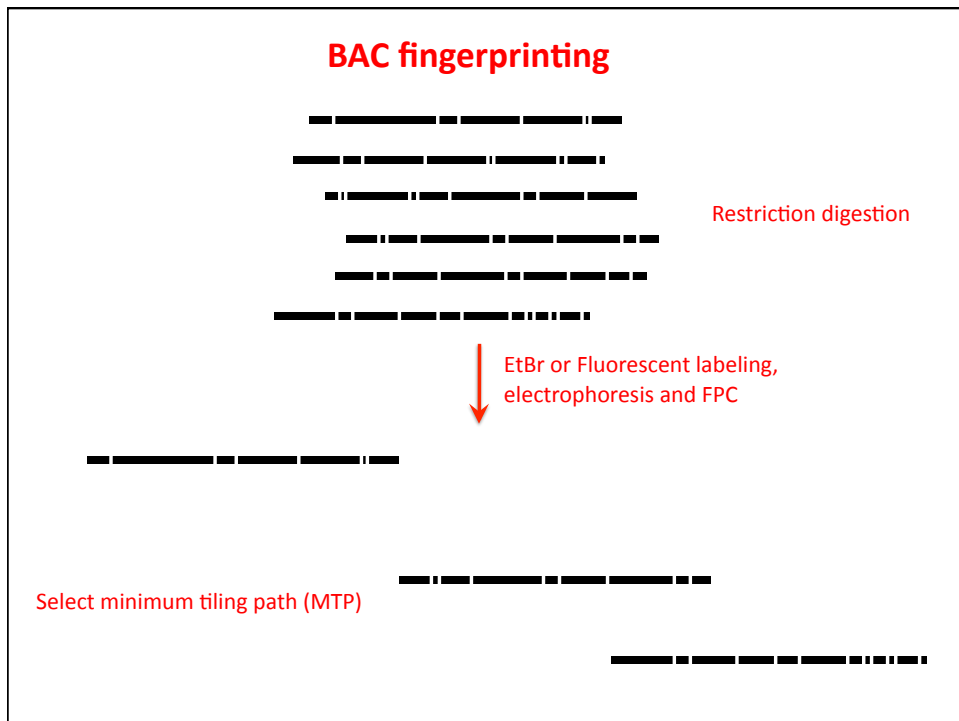 BAC fingerprinting
Restriction digestion
EtBr or Fluorescent labeling,
electrophoresis and FPC
Select minimum tiling path (MTP)